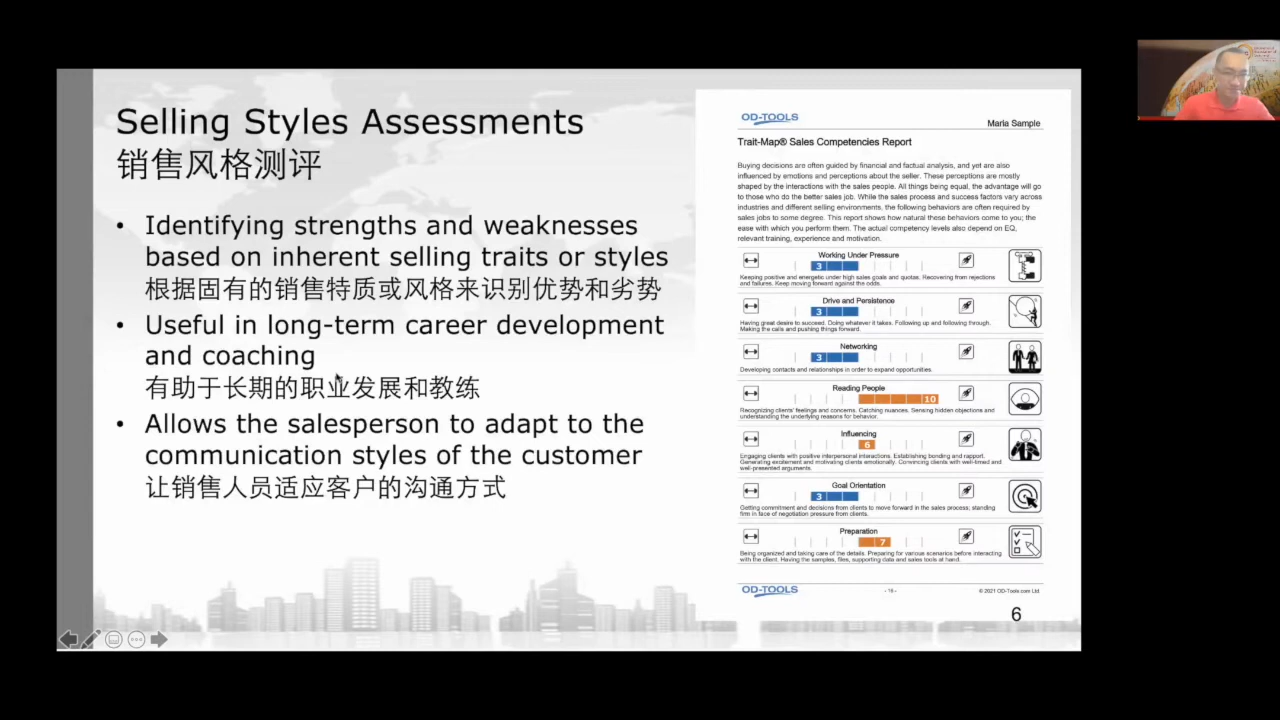 Selling Styles Assessments
销售风格测评
• Identifying strengths and weaknesses
based on inherent selling traits or styles
根据固有的销售特质或风格来识别优势和劣势
• Useful in long-term career development
and coaching
有助于长期的职业发展和教练
• Allows the salesperson to adapt to the
communication styles of the customer
让销售人员适应客户的沟通方式
OD-TOOLS
Maria Sample
Trait-Map® Sales Competencies Report
Buying decisions are often guided by financial and factual analysis, and yet are also
influenced by emotions and perceptions about the seller. These perceptions are mostly
shaped by the interactions with the sales people. All things being equal, the advantage will go
to those who do the better sales job. While the sales process and success factors vary across
industries and different selling environments, the following behaviors are often required by
sales jobs to some degree. This report shows how natural these behaviors come to you; the
ease with which you perform them. The actual competency levels also depend on EQ,
relevant training, experience and motivation.
Working Under Pressure
3
Keeping positive and energetic under high sales goals and quotas. Recovering from rejections
and failures. Keep moving forward against the odds.
Drive and Persistence
3
Having great desire to succeed. Doing whatever it takes. Following up and following through.
Making the calls and pushing things forward.
Networking
3
Developing contacts and relationships in order to expand opportunities.
Reading People
10
Recognizing clients' feelings and concerns. Catching nuances. Sensing hidden objections and
understanding the underlying reasons for behavior.
Influencing
6
Engaging clients with positive interpersonal interactions. Establishing bonding and rapport.
Generating excitement and motivating clients emotionally. Convincing clients with well-timed and
well-presented arguments.
Goal Orientation
3
Getting commitment and decisions from clients to move forward in the sales process; standing
firm in face of negotiation pressure from clients.
Preparation
7
Being organized and taking care of the details. Preparing for various scenarios before interacting
with the client. Having the samples, files, supporting data and sales tools at hand.
OD-TOOLS
© 2021 OD-Tools.com Ltd
6